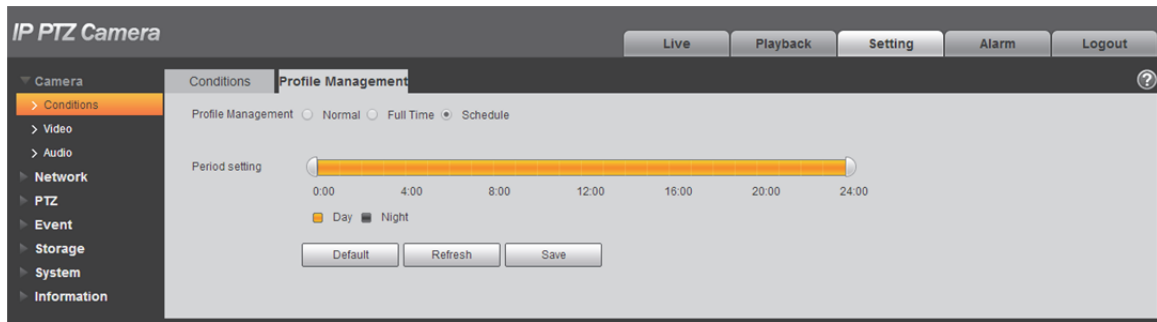 IP PTZ Camera
Live Playback Setting Alarm Logout
Camera
Conditions
Video
Audio
Network
PTZ
Event
Storage
System
Information
Conditions Profile Management
?
Profile Management Normal Full Time Schedule
Period setting
0:00 4:00 8:00 12:00 16:00 20:00 24:00
Day Night
Default Refresh Save